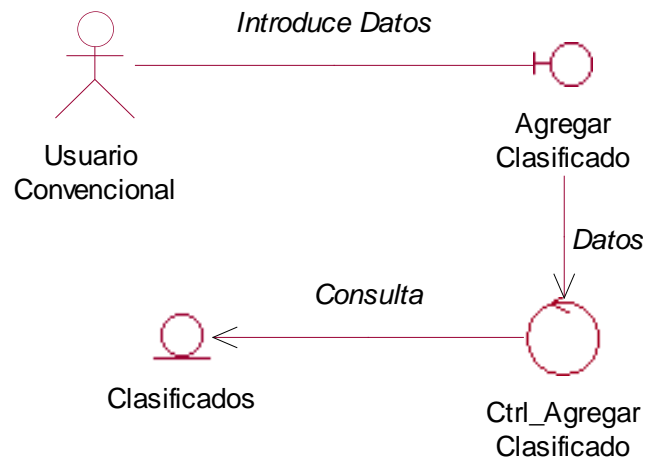 Introduce Datos
Agregar
Clasificado
Usuario
Convencional
Datos
Consulta
Clasificados
Ctrl_Agregar
Clasificado